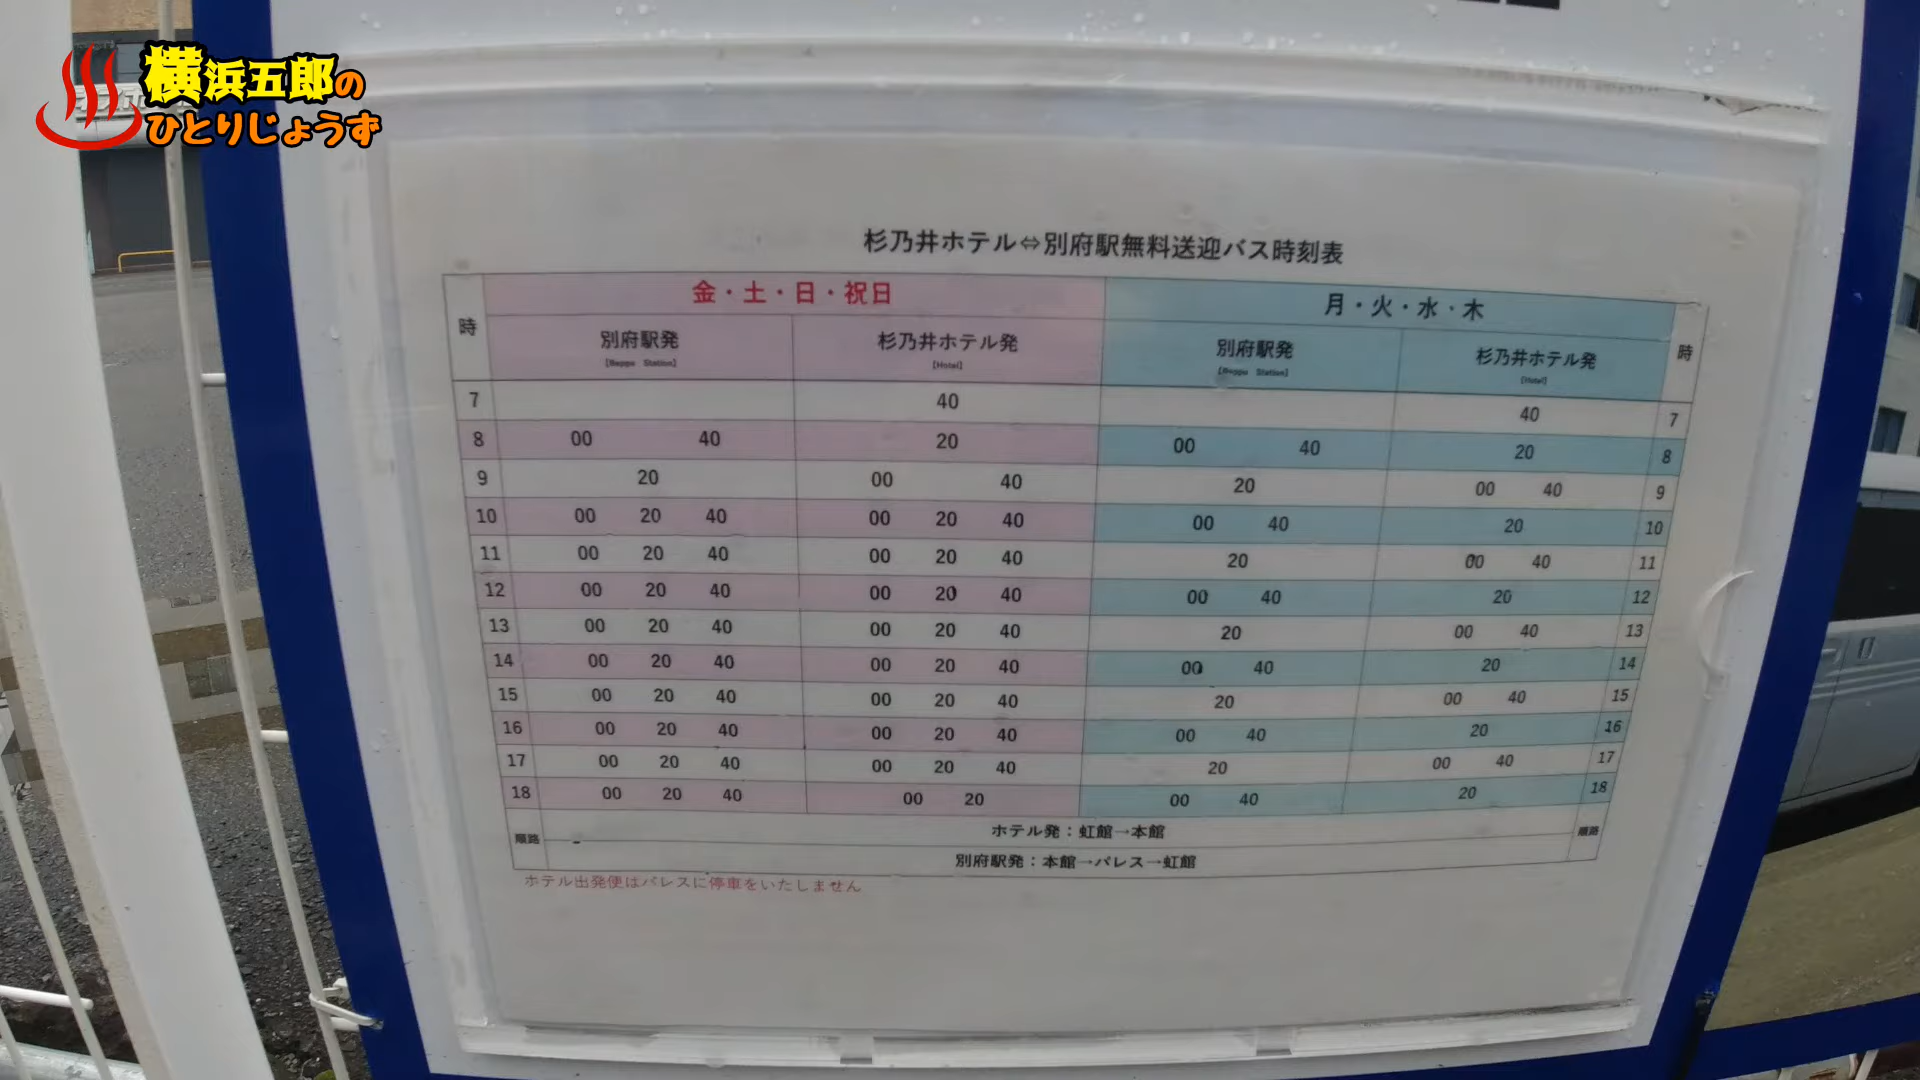 横浜五郎の
ひとりじょうず
杉乃井ホテル⇔別府駅無料送迎バス時刻表
時 金・土・日・祝日 月・火・水・木 時
別府駅発 杉乃井ホテル発 別府駅発 杉乃井ホテル発
[Beppu Station] [Hotel] [Beppu Station] [Hotel]
7 40 40 7
8 00 40 20 00 40 20 8
9 20 00 40 20 00 40 9
10 00 20 40 00 20 40 00 40 20 10
11 00 20 40 00 20 40 20 00 40 11
12 00 20 40 00 20 40 00 40 20 12
13 00 20 40 00 20 40 20 00 40 13
14 00 20 40 00 20 40 00 40 20 14
15 00 20 40 00 20 40 20 00 40 15
16 00 20 40 00 20 40 00 40 20 16
17 00 20 40 00 20 40 20 00 40 17
18 00 20 40 00 20 00 40 20 18
順路 ホテル発：虹館→本館 順路
別府駅発：本館→パレス→虹館
ホテル出発便はパレスに停車をいたしません